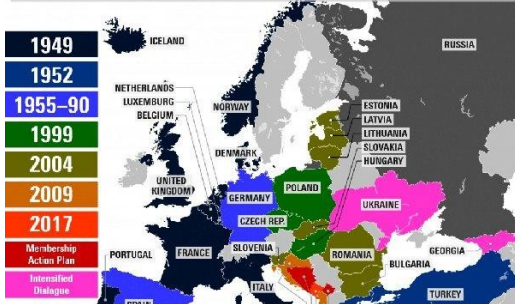 1949
1952
1955–90
1999
2004
2009
2017
Membership
Action Plan
Intensified
Dialogue
ICELAND
RUSSIA
NETHERLANDS
LUXEMBURG
BELGIUM
NORWAY
ESTONIA
LATVIA
LITHUANIA
SLOVAKIA
HUNGARY
DENMARK
UNITED
KINGDOM
GERMANY
POLAND
UKRAINE
CZECH REP.
FRANCE
SLOVENIA
ROMANIA
GEORGIA
PORTUGAL
BULGARIA
ITALY
TURKEY
SPAIN